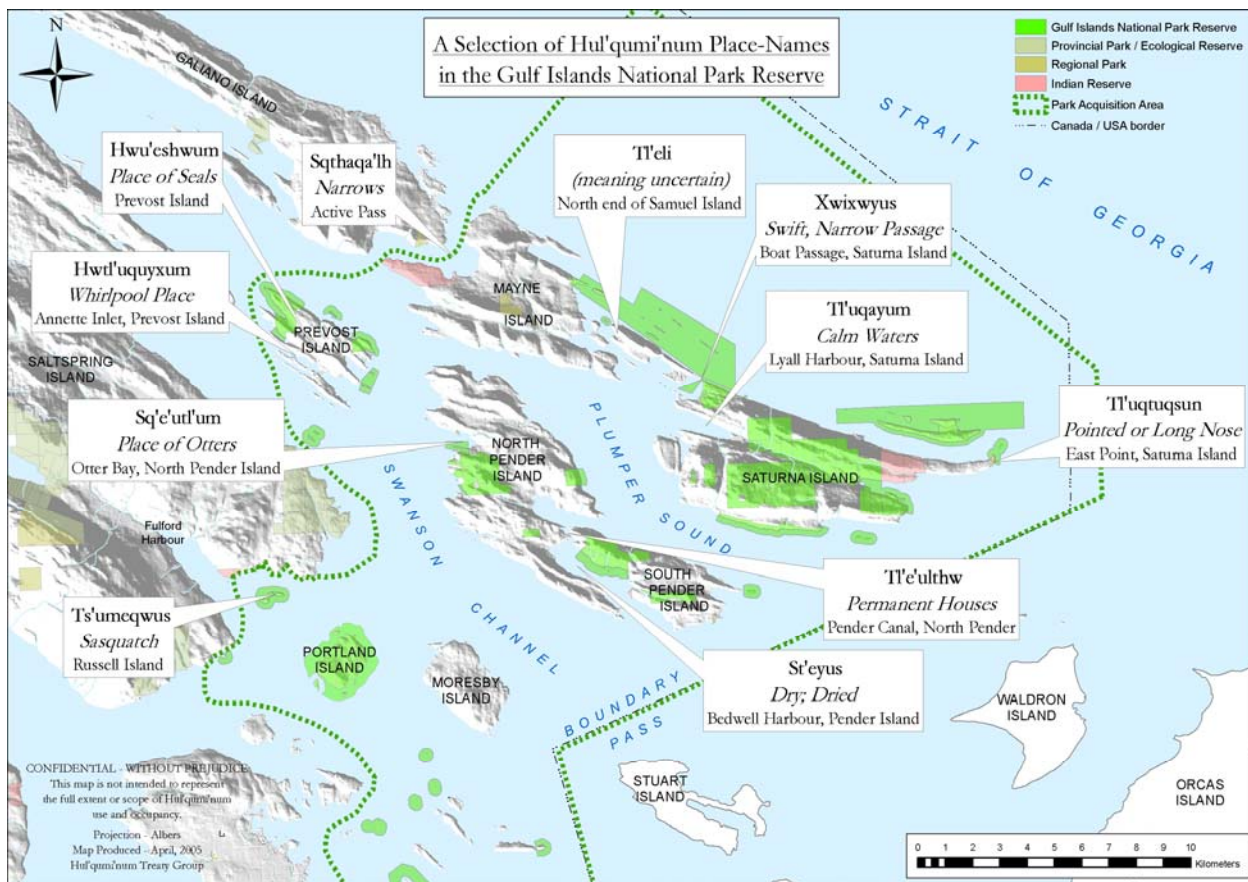 A Selection of Hul'qumi'num Place-Names
in the Gulf Islands National Park Reserve
Gulf Islands National Park Reserve
Provincial Park / Ecological Reserve
Regional Park
Indian Reserve
Park Acquisition Area
Canada / USA border
N
GALIANO ISLAND
STRAIT OF GEORGIA
Hwu'eshwum
Place of Seals
Prevost Island
Sqthaqa'lh
Narrows
Active Pass
Tl'eli
(meaning uncertain)
North end of Samuel Island
Xwixwyus
Swift, Narrow Passage
Boat Passage, Saturna Island
Hwtl'uquyxum
Whirlpool Place
Annette Inlet, Prevost Island
MAYNE
ISLAND
PREVOST
ISLAND
Tl'uqayum
Calm Waters
Lyall Harbour, Saturna Island
SALTSPRING
ISLAND
Sq'e'utl'um
Place of Otters
Otter Bay, North Pender Island
NORTH
PENDER
ISLAND
PLUMPER SOUND
Tl'uqtuqsun
Pointed or Long Nose
East Point, Saturna Island
SATURNA ISLAND
SWANSON CHANNEL
Fulford
Harbour
SOUTH
PENDER
ISLAND
Tl'e'ulthw
Permanent Houses
Pender Canal, North Pender
Ts'umeqwus
Sasquatch
Russell Island
PORTLAND
ISLAND
MORESBY
ISLAND
St'eyus
Dry; Dried
Bedwell Harbour, Pender Island
BOUNDARY
PASS
WALDRON
ISLAND
STUART
ISLAND
ORCAS
ISLAND
CONFIDENTIAL - WITHOUT PREJUDICE
This map is not intended to represent
the full extent or scope of Hul'qumi'num
use and occupancy.
Projection - Albers
Map Produced - April, 2005
Hul'qumi'num Treaty Group
0 1 2 3 4 5 6 7 8 9 10
Kilometers